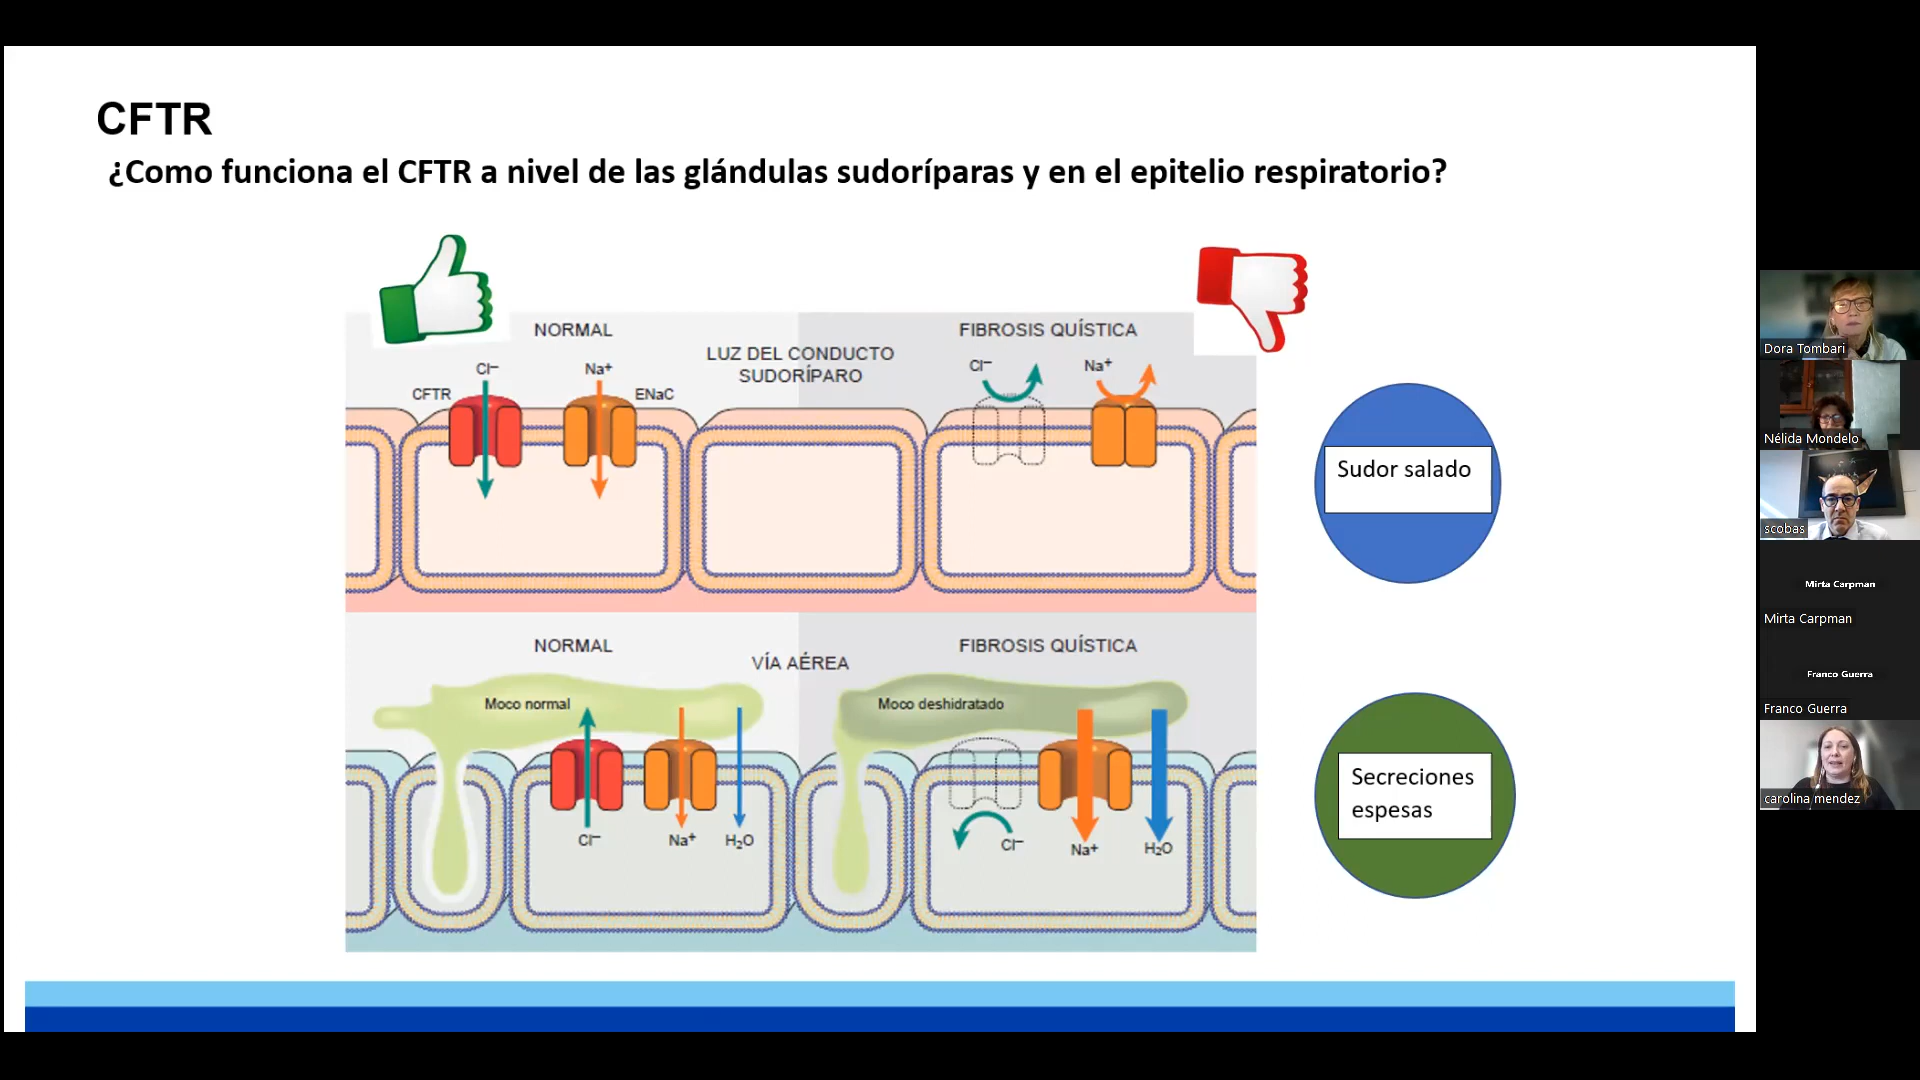 CFTR
¿Como funciona el CFTR a nivel de las glándulas sudoríparas y en el epitelio respiratorio?
NORMAL
LUZ DEL CONDUCTO
SUDORÍPARO
FIBROSIS QUÍSTICA
Cl–
Na+
CFTR
ENaC
Cl–
Na+
Sudor salado
NORMAL
VÍA AÉREA
FIBROSIS QUÍSTICA
Moco normal
Moco deshidratado
Cl–
Na+
H₂O
Cl–
Na+
H₂O
Secreciones
espesas
Dora Tombari
Nélida Mondelo
scobas
Mirta Carpman
Mirta Carpman
Franco Guerra
Franco Guerra
carolina mendez